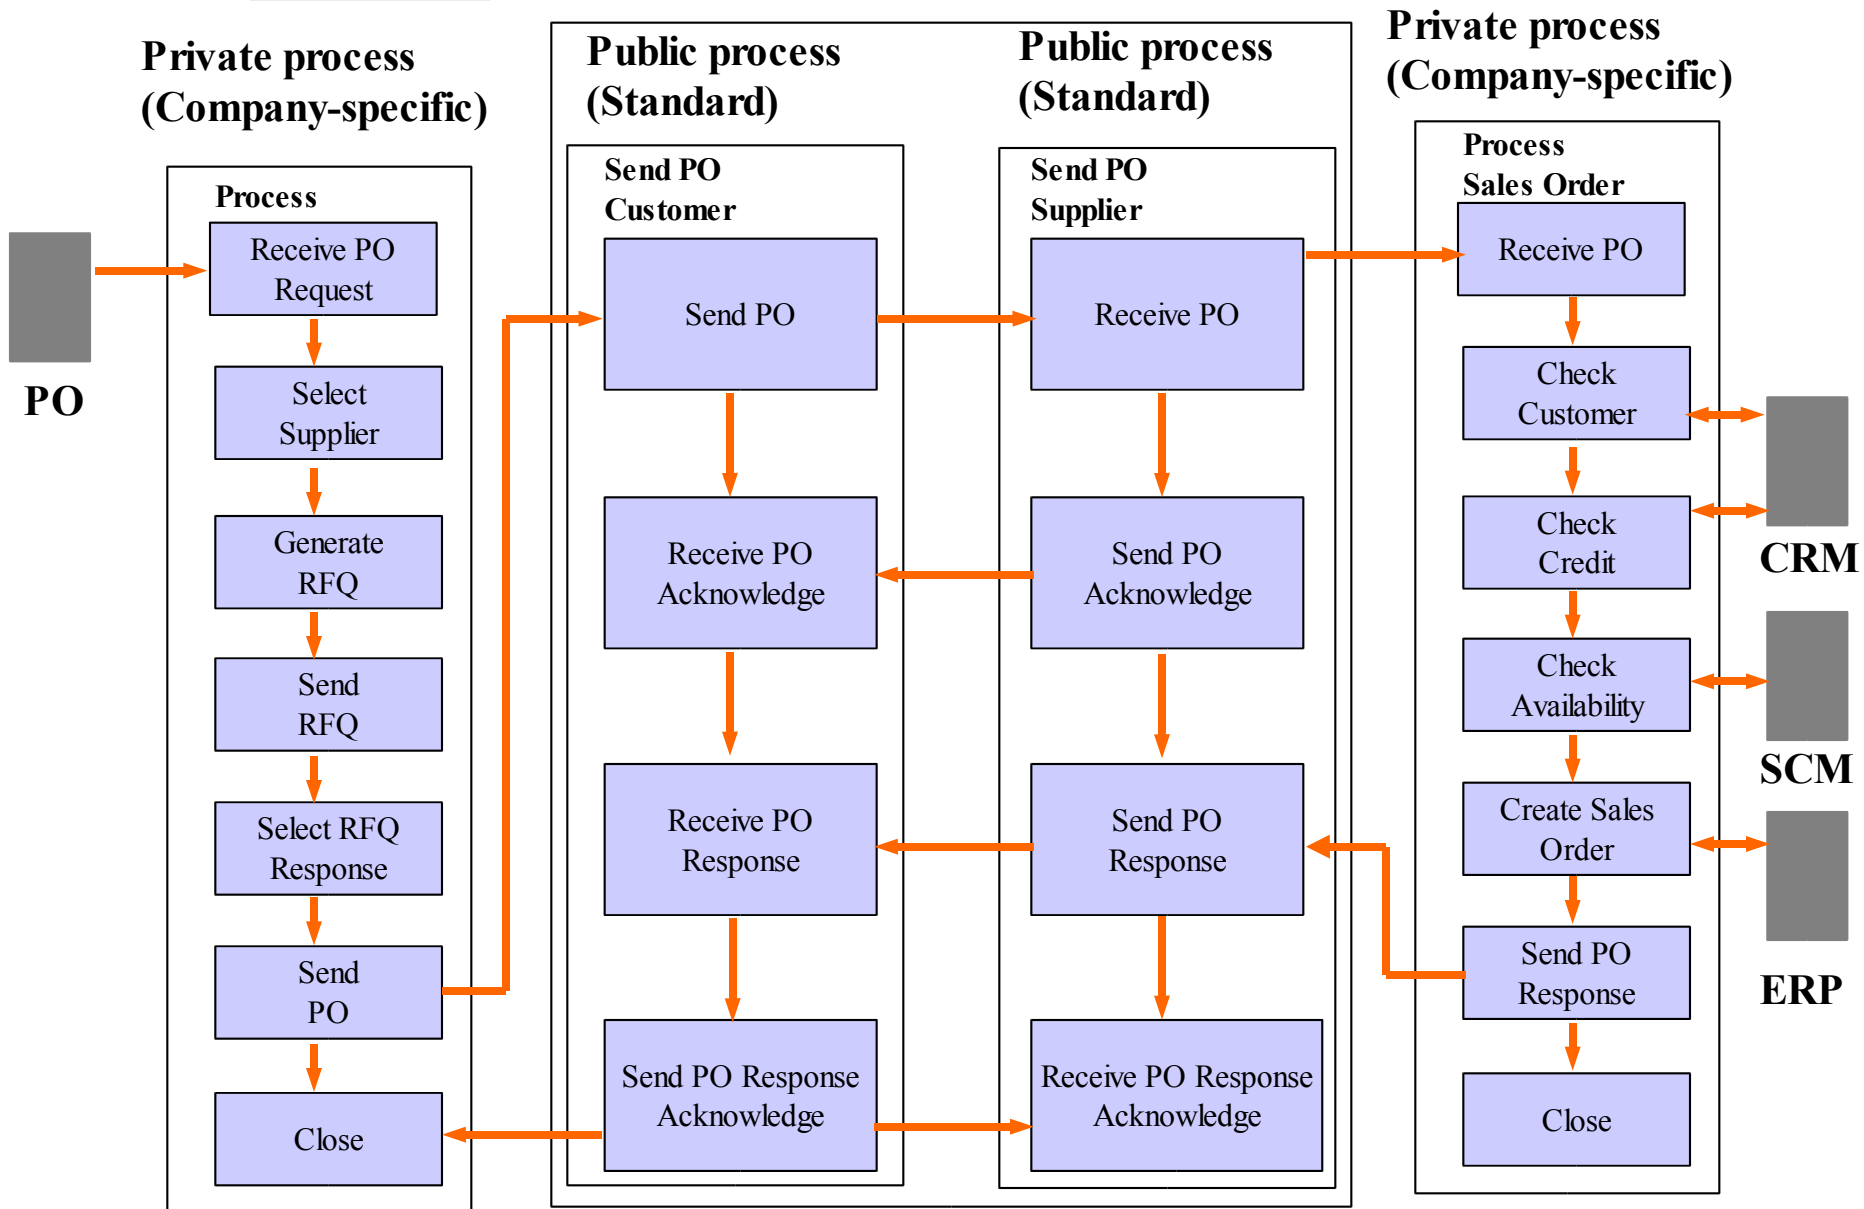 Private process
(Company-specific)
Process
Receive PO
Request
Select
Supplier
Generate
RFQ
Send
RFQ
Select RFQ
Response
Send
PO
Close
PO
Public process
(Standard)
Send PO
Customer
Send PO
Receive PO
Acknowledge
Receive PO
Response
Send PO Response
Acknowledge
Public process
(Standard)
Send PO
Supplier
Receive PO
Send PO
Acknowledge
Send PO
Response
Receive PO Response
Acknowledge
Private process
(Company-specific)
Process
Sales Order
Receive PO
Check
Customer
Check
Credit
Check
Availability
Create Sales
Order
Send PO
Response
Close
CRM
SCM
ERP